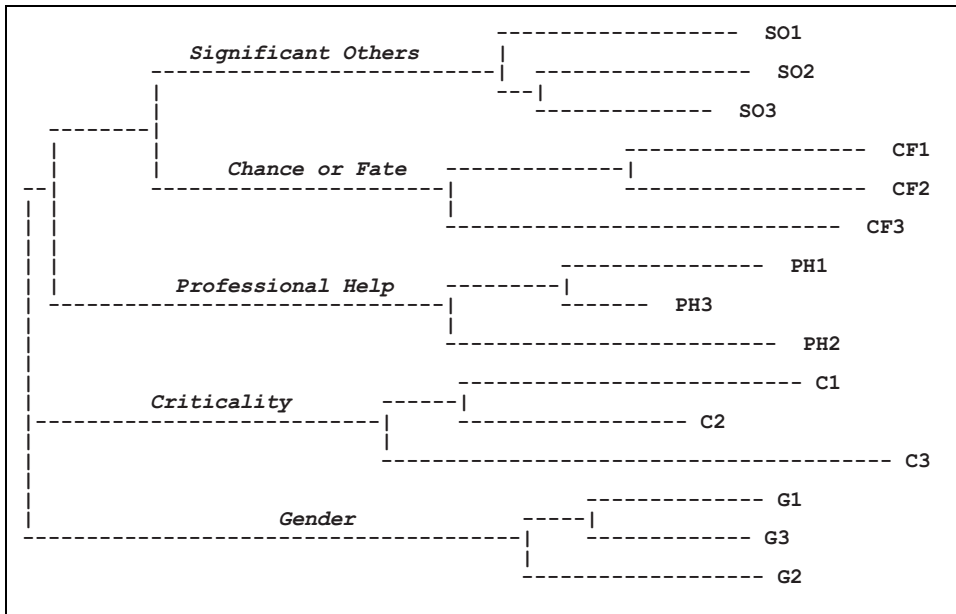 SO1
Significant Others
SO2
SO3
CF1
Chance or Fate
CF2
CF3
PH1
Professional Help
PH3
PH2
C1
Criticality
C2
C3
G1
Gender
G3
G2